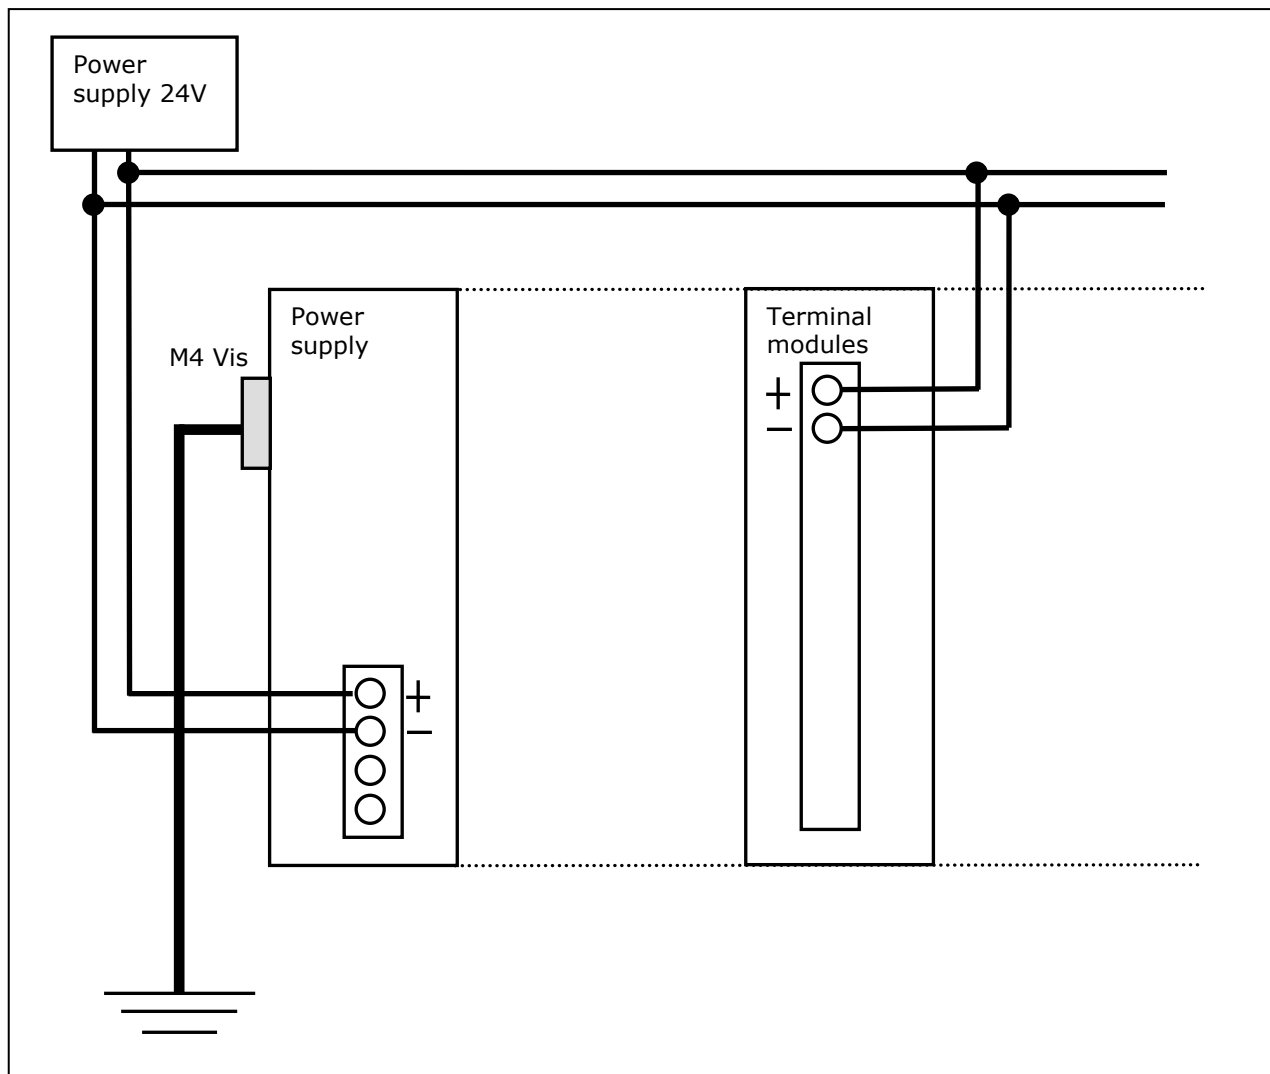 Power
supply 24V
Power
supply
Terminal
modules
M4 Vis
+
−
+
−